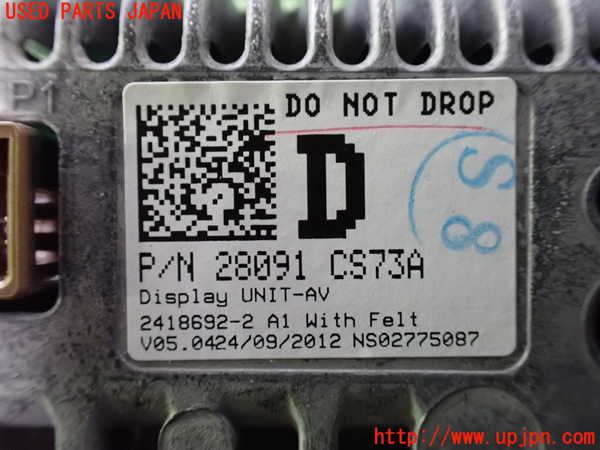 USED PARTS JAPAN
P1
DO NOT DROP
D
8 S
P/N 28091 CS73A
Display UNIT-AV
2418692-2 A1 With Felt
V05.0424/09/2012 NS02775087
http://www.upjpn.com